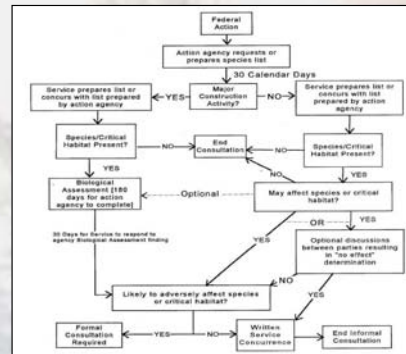 Federal
Action
Action agency requests or
prepares species list
30 Calendar Days
Service prepares list or
concurs with list prepared
by action agency
YES
Major
Construction
Activity?
NO
Service prepares list or
concurs with list prepared
by action agency
Species/Critical
Habitat Present?
NO
End
Consultation
NO
Species/Critical
Habitat Present?
YES
NO
YES
Biological
Assessment [180
days for action
agency to complete]
Optional
May affect species or critical
habitat?
30 Days for Service to respond to
agency Biological Assessment finding
OR
YES
YES
Optional discussions
between parties resulting
in "no effect"
determination
NO
Likely to adversely affect species
or critical habitat?
YES
Formal
Consultation
Required
YES
NO
Written
Service
Concurrence
End Informal
Consultation